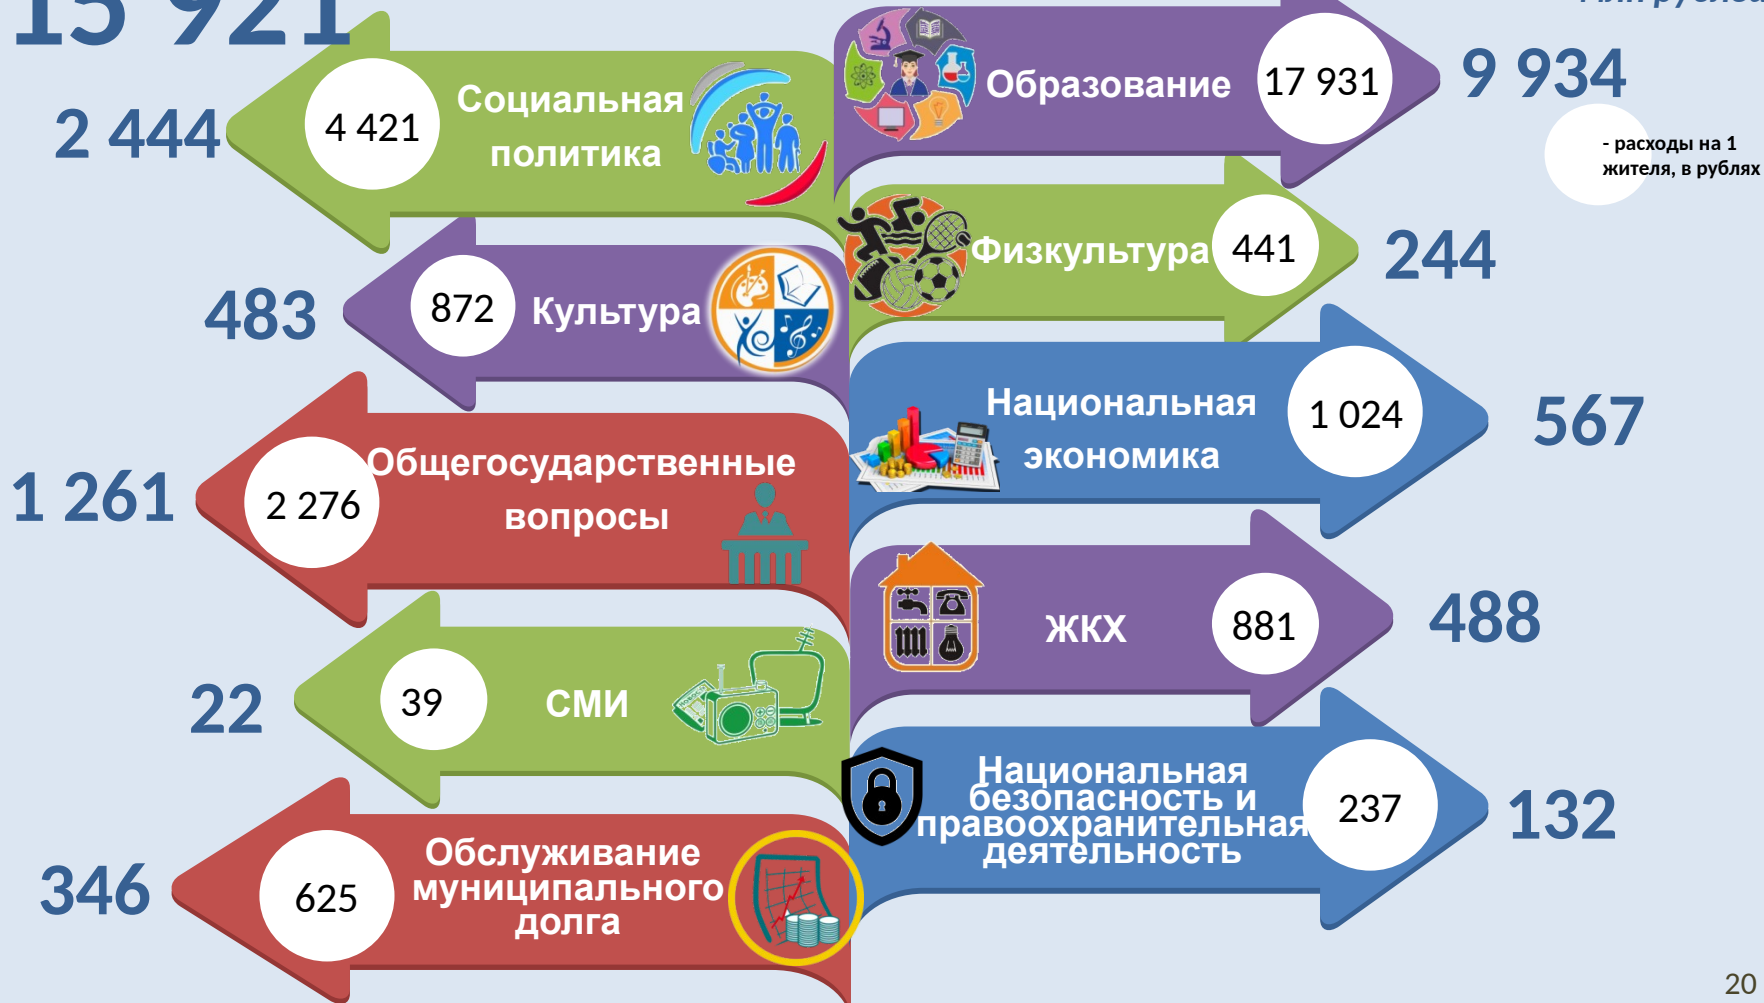 15 921
Млн рублей
2 444
4 421
Социальная
политика
Образование
17 931
9 934
- расходы на 1
жителя, в рублях
Физкультура
441
244
483
872
Культура
Национальная
экономика
1 024
567
1 261
2 276
Общегосударственные
вопросы
ЖКХ
881
488
22
39
СМИ
Национальная
безопасность и
правоохранительная
деятельность
237
132
346
625
Обслуживание
муниципального
долга
20